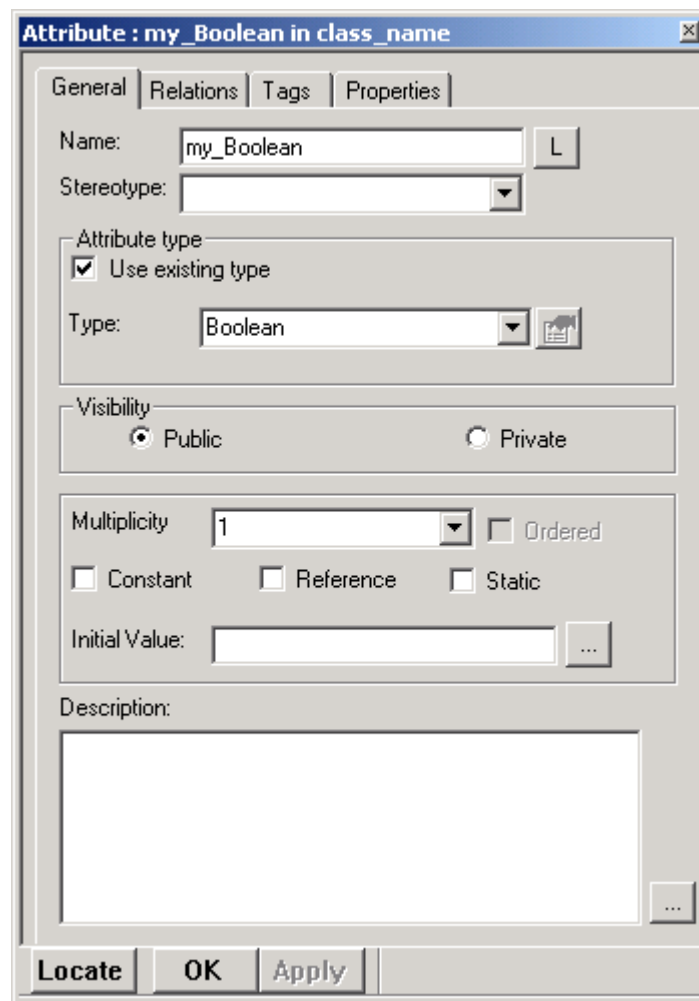 Attribute : my_Boolean in class_name
General Relations Tags Properties
Name: my_Boolean L
Stereotype:
Attribute type
Use existing type
Type: Boolean
Visibility
Public Private
Multiplicity 1 Ordered
Constant Reference Static
Initial Value: ...
Description:
...
Locate OK Apply